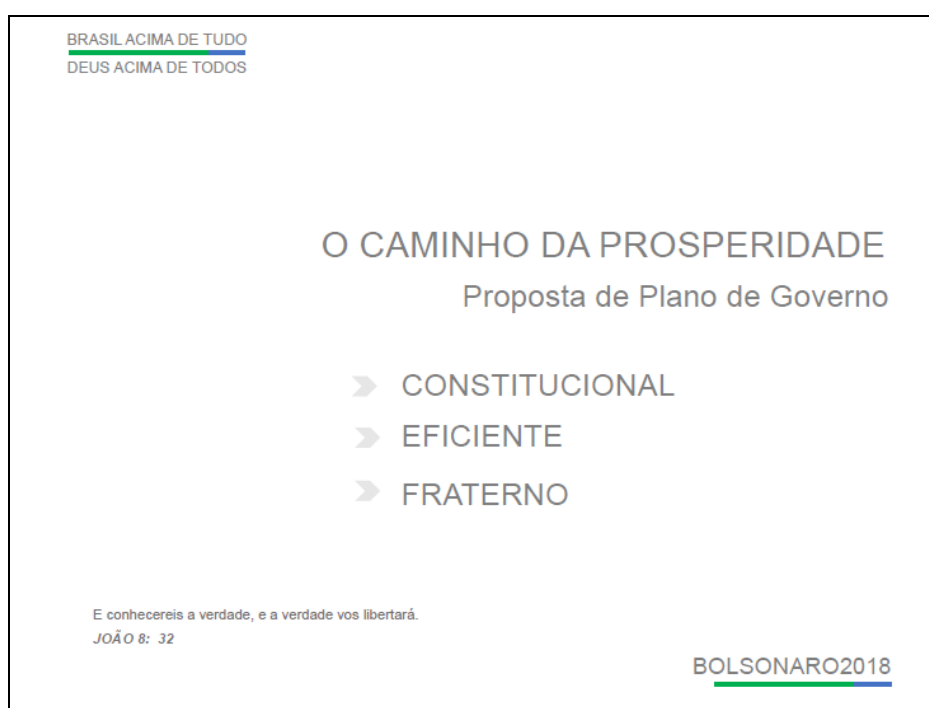 BRASIL ACIMA DE TUDO
DEUS ACIMA DE TODOS
O CAMINHO DA PROSPERIDADE
Proposta de Plano de Governo
CONSTITUCIONAL
EFICIENTE
FRATERNO
E conhecereis a verdade, e a verdade vos libertará.
JOÃO 8: 32
BOLSONARO2018